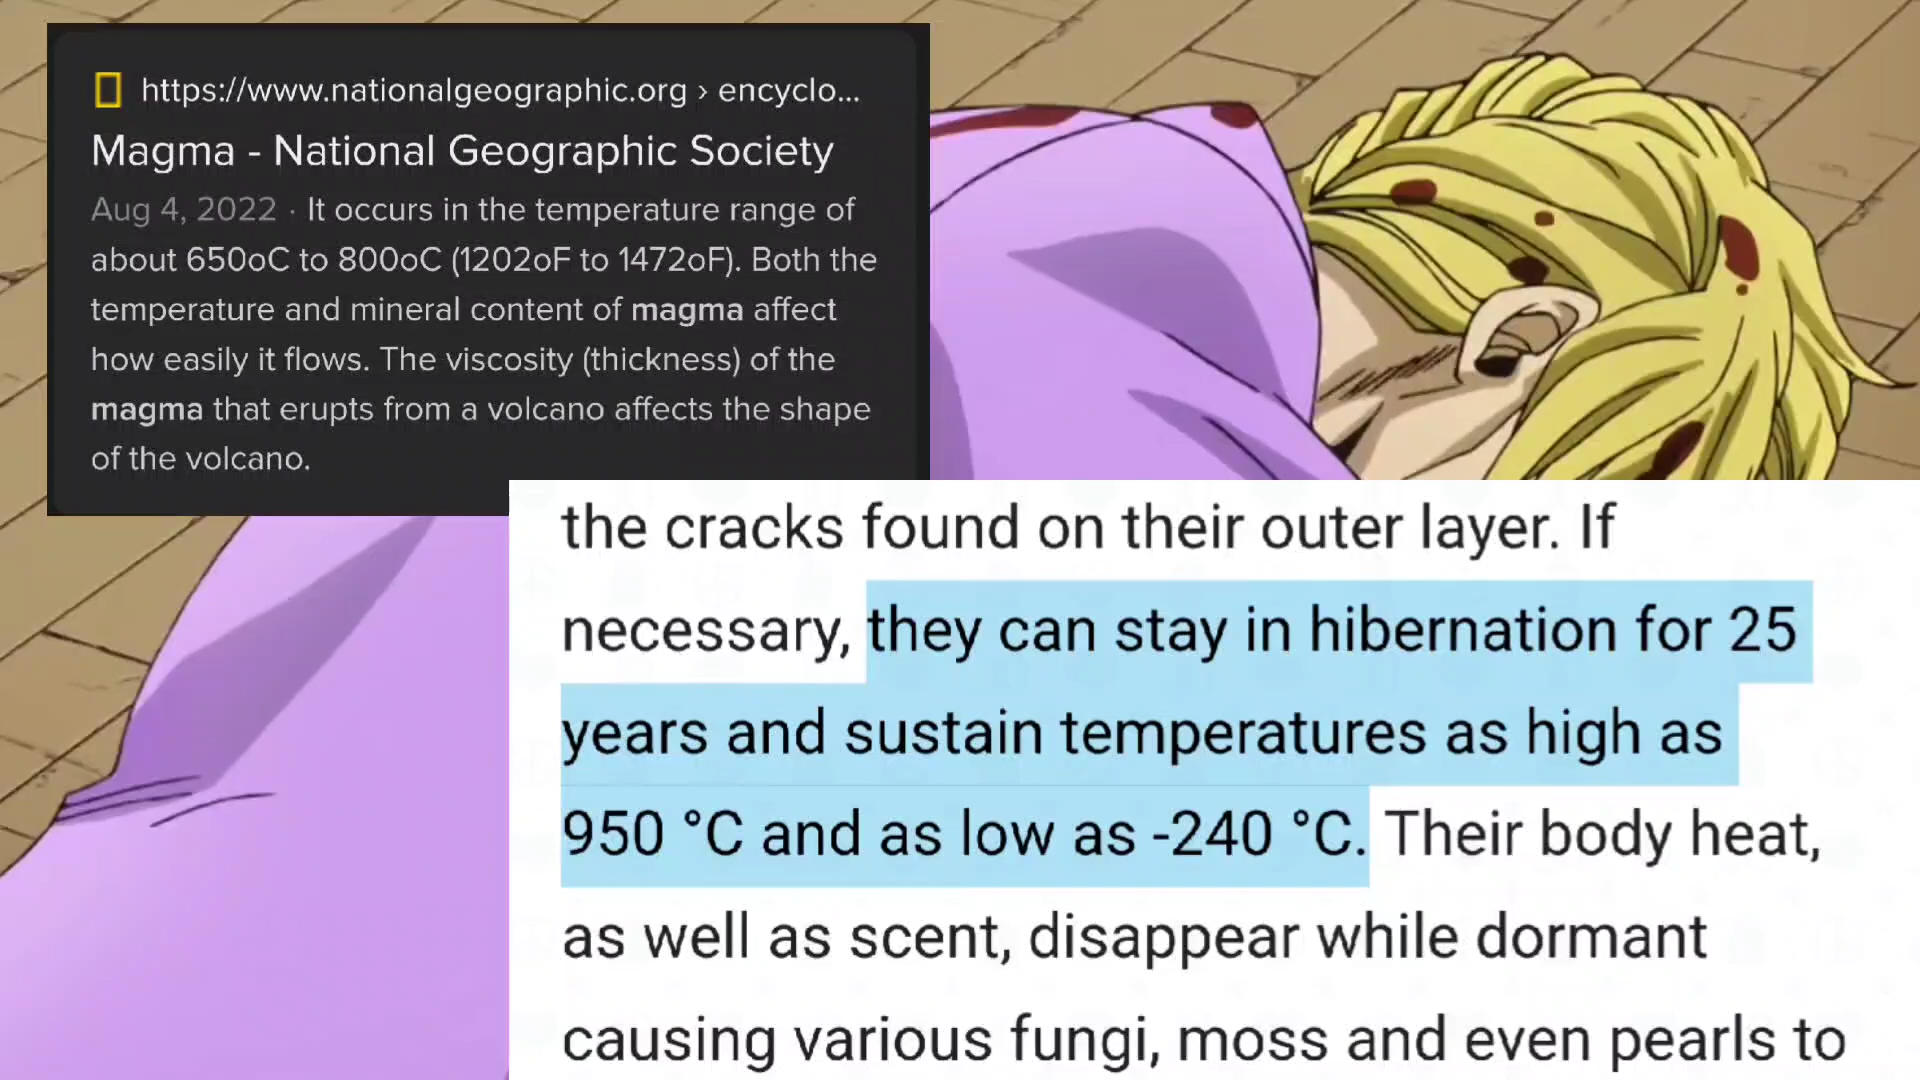 https://www.nationalgeographic.org › encyclo...
Magma - National Geographic Society
Aug 4, 2022 · It occurs in the temperature range of
about 650oC to 800oC (1202oF to 1472oF). Both the
temperature and mineral content of magma affect
how easily it flows. The viscosity (thickness) of the
magma that erupts from a volcano affects the shape
of the volcano.
the cracks found on their outer layer. If
necessary, they can stay in hibernation for 25
years and sustain temperatures as high as
950 °C and as low as -240 °C. Their body heat,
as well as scent, disappear while dormant
causing various fungi, moss and even pearls to